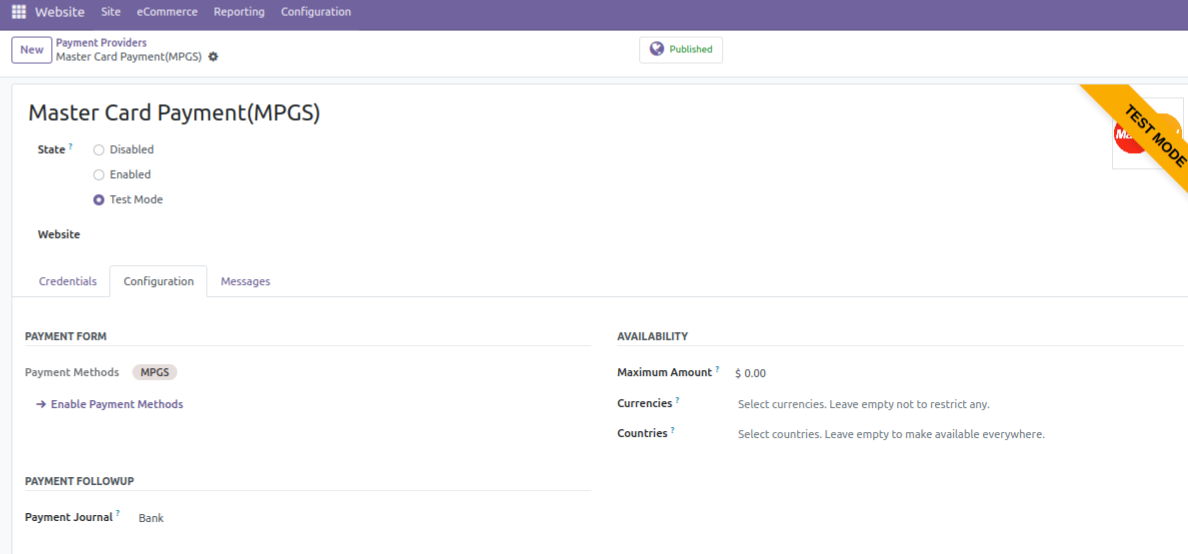 Website Site eCommerce Reporting Configuration
New
Payment Providers
Master Card Payment(MPGS)
Published
Master Card Payment(MPGS)
TEST MODE
State ?
Disabled
Enabled
Test Mode
Website
Credentials Configuration Messages
PAYMENT FORM
Payment Methods MPGS
→ Enable Payment Methods
AVAILABILITY
Maximum Amount ? $ 0.00
Currencies ? Select currencies. Leave empty not to restrict any.
Countries ? Select countries. Leave empty to make available everywhere.
PAYMENT FOLLOWUP
Payment Journal ? Bank